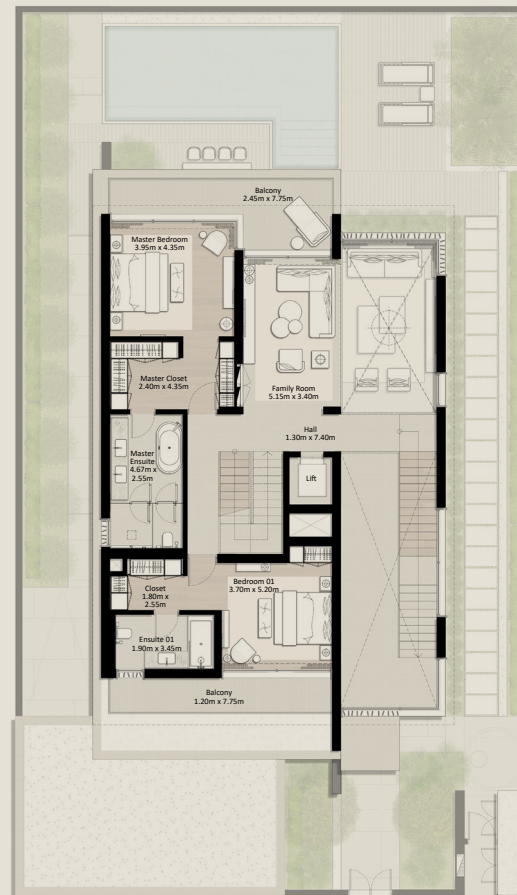 Balcony
2.45m x 7.75m
Master Bedroom
3.95m x 4.35m
Master Closet
2.40m x 4.35m
Family Room
5.15m x 3.40m
Hall
1.30m x 7.40m
Master
Ensuite
4.67m x
2.55m
Lift
Closet
1.80m x
2.55m
Bedroom 01
3.70m x 5.20m
Ensuite 01
1.90m x 3.45m
Balcony
1.20m x 7.75m